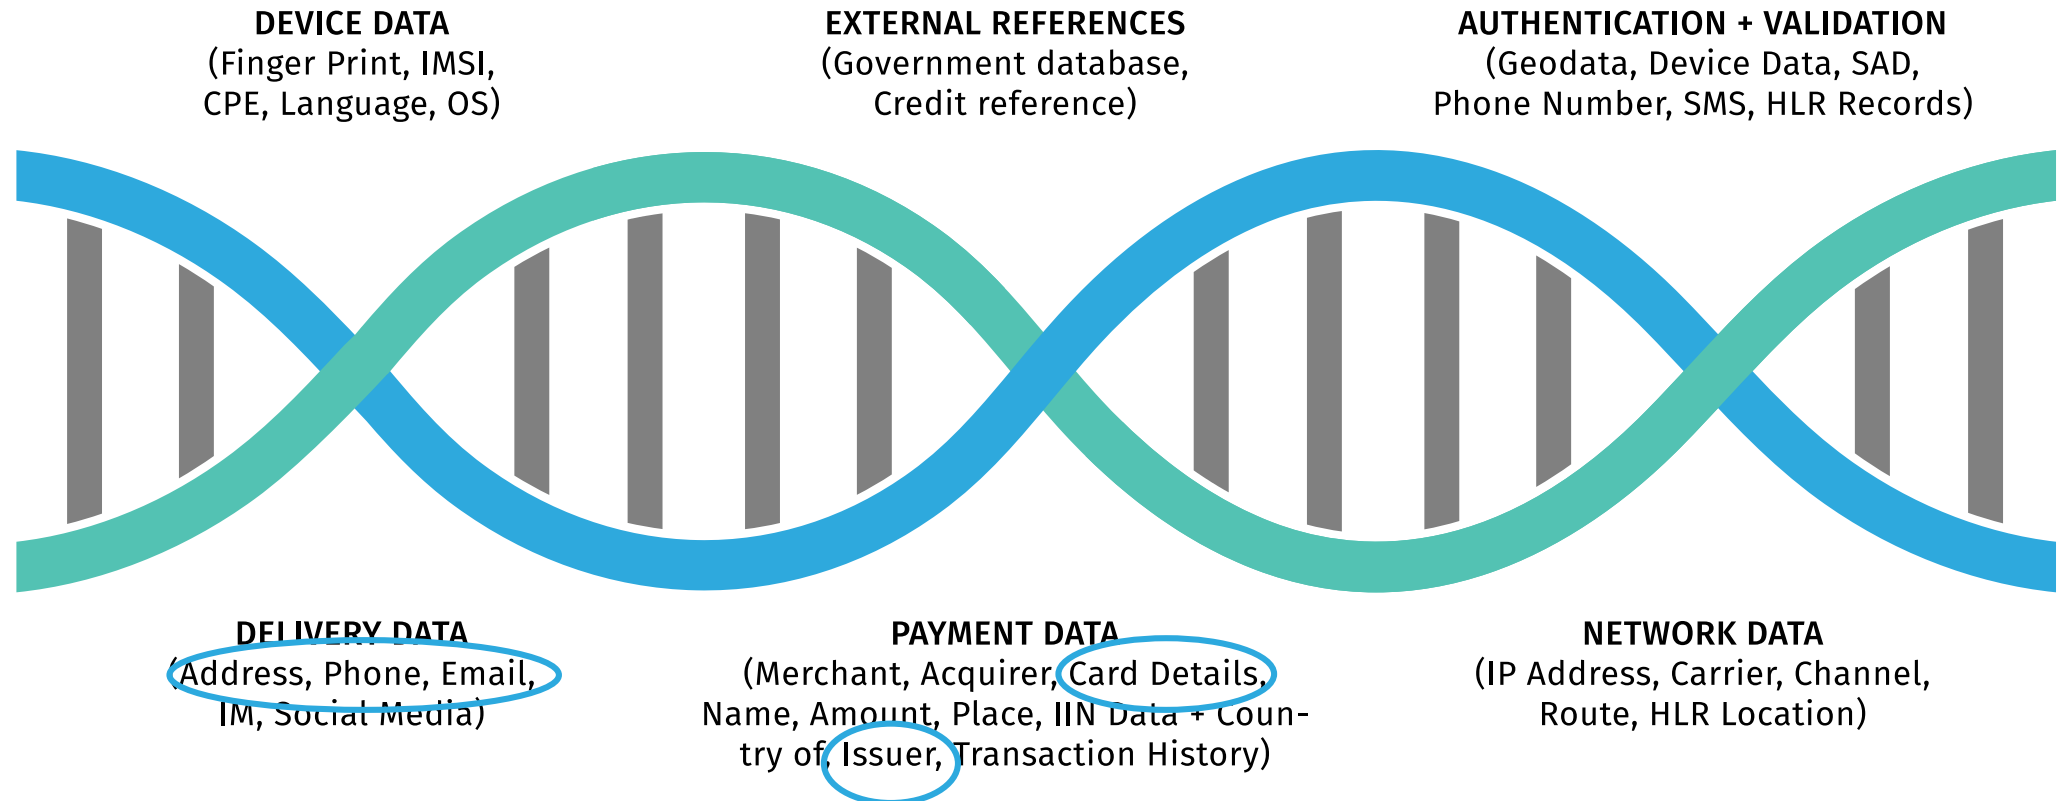 DEVICE DATA
(Finger Print, IMSI,
CPE, Language, OS)
EXTERNAL REFERENCES
(Government database,
Credit reference)
AUTHENTICATION + VALIDATION
(Geodata, Device Data, SAD,
Phone Number, SMS, HLR Records)
DELIVERY DATA
(Address, Phone, Email,
IM, Social Media)
PAYMENT DATA
(Merchant, Acquirer, Card Details,
Name, Amount, Place, IIN Data + Coun-
try of, Issuer, Transaction History)
NETWORK DATA
(IP Address, Carrier, Channel,
Route, HLR Location)